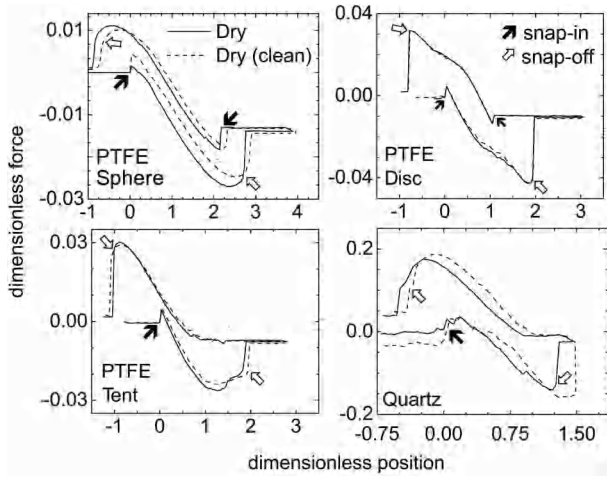 0.01
-0.01
-0.03
-1 0 1 2 3 4
Dry
Dry (clean)
PTFE
Sphere
0.04
0.00
-0.04
-1 0 1 2 3
snap-in
snap-off
PTFE
Disc
0.03
0.00
-0.03
-1 0 1 2 3
PTFE
Tent
0.2
0.0
-0.2
-0.75 0.00 0.75 1.50
Quartz
dimensionless force
dimensionless position